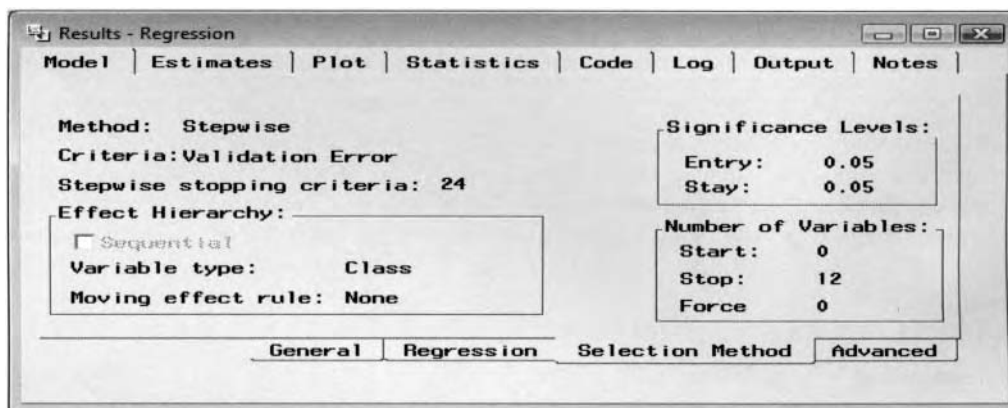 Results - Regression
Model Estimates Plot Statistics Code Log Output Notes
Method: Stepwise
Criteria:Validation Error
Stepwise stopping criteria: 24
Effect Hierarchy:
Sequential
Variable type: Class
Moving effect rule: None
Significance Levels:
Entry: 0.05
Stay: 0.05
Number of Variables:
Start: 0
Stop: 12
Force 0
General Regression Selection Method Advanced